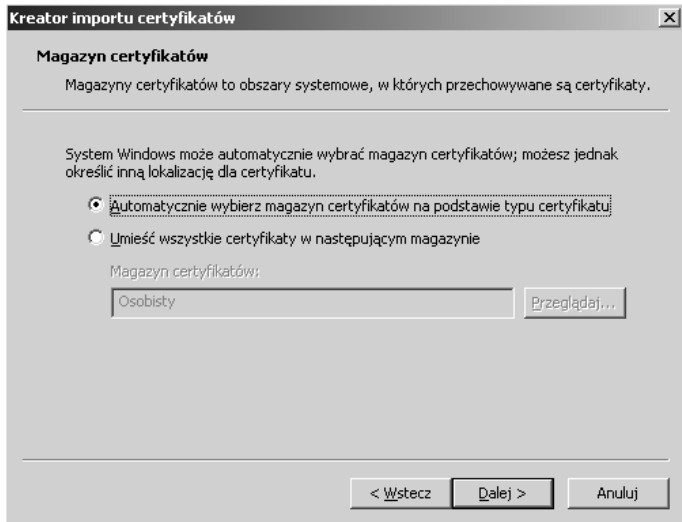 Kreator importu certyfikatów
Magazyn certyfikatów
Magazyny certyfikatów to obszary systemowe, w których przechowywane są certyfikaty.
System Windows może automatycznie wybrać magazyn certyfikatów; możesz jednak
określić inną lokalizację dla certyfikatu.
Automatycznie wybierz magazyn certyfikatów na podstawie typu certyfikatu
Umieść wszystkie certyfikaty w następującym magazynie
Magazyn certyfikatów:
Osobisty
Przeglądaj...
< Wstecz
Dalej >
Anuluj